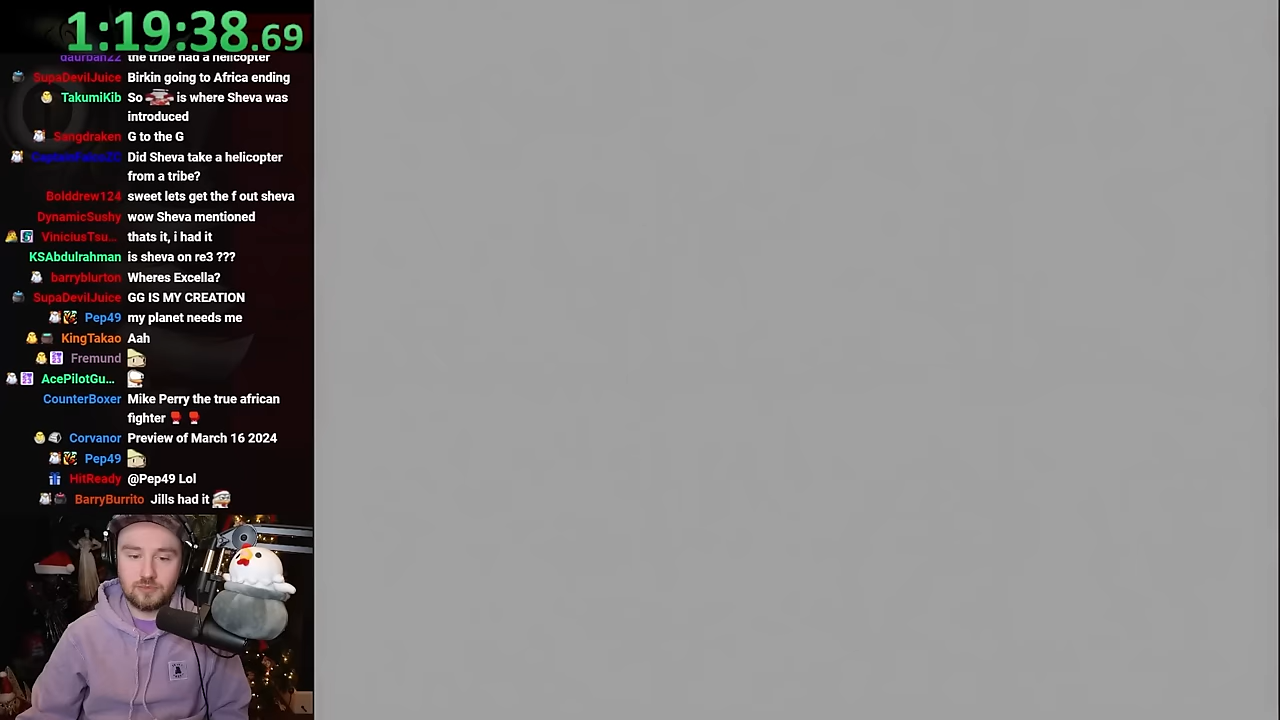 1:19:38.69
daurban22 the tribe had a helicopter
SupaDevilJuice Birkin going to Africa ending
TakumiKib So is where Sheva was
introduced
Sangdraken G to the G
Did Sheva take a helicopter
from a tribe?
Bolddrew124 sweet lets get the f out sheva
DynamicSushy wow Sheva mentioned
ViniciusTsu... thats it, i had it
KSAbdulrahman is sheva on re3 ???
barryblurton Wheres Excella?
SupaDevilJuice GG IS MY CREATION
Pep49 my planet needs me
KingTakao Aah
Fremund
AcePilotGu...
CounterBoxer Mike Perry the true african
fighter
Corvanor Preview of March 16 2024
Pep49
HitReady @Pep49 Lol
BarryBurrito Jills had it